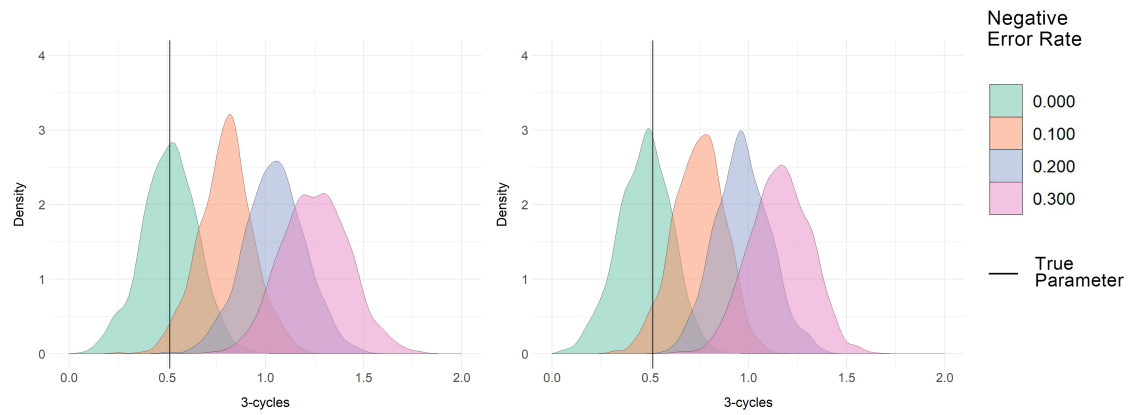 Negative
Error Rate
0.000
0.100
0.200
0.300
True
Parameter
4
3
2
1
0
Density
0.0 0.5 1.0 1.5 2.0
3-cycles
4
3
2
1
0
Density
0.0 0.5 1.0 1.5 2.0
3-cycles